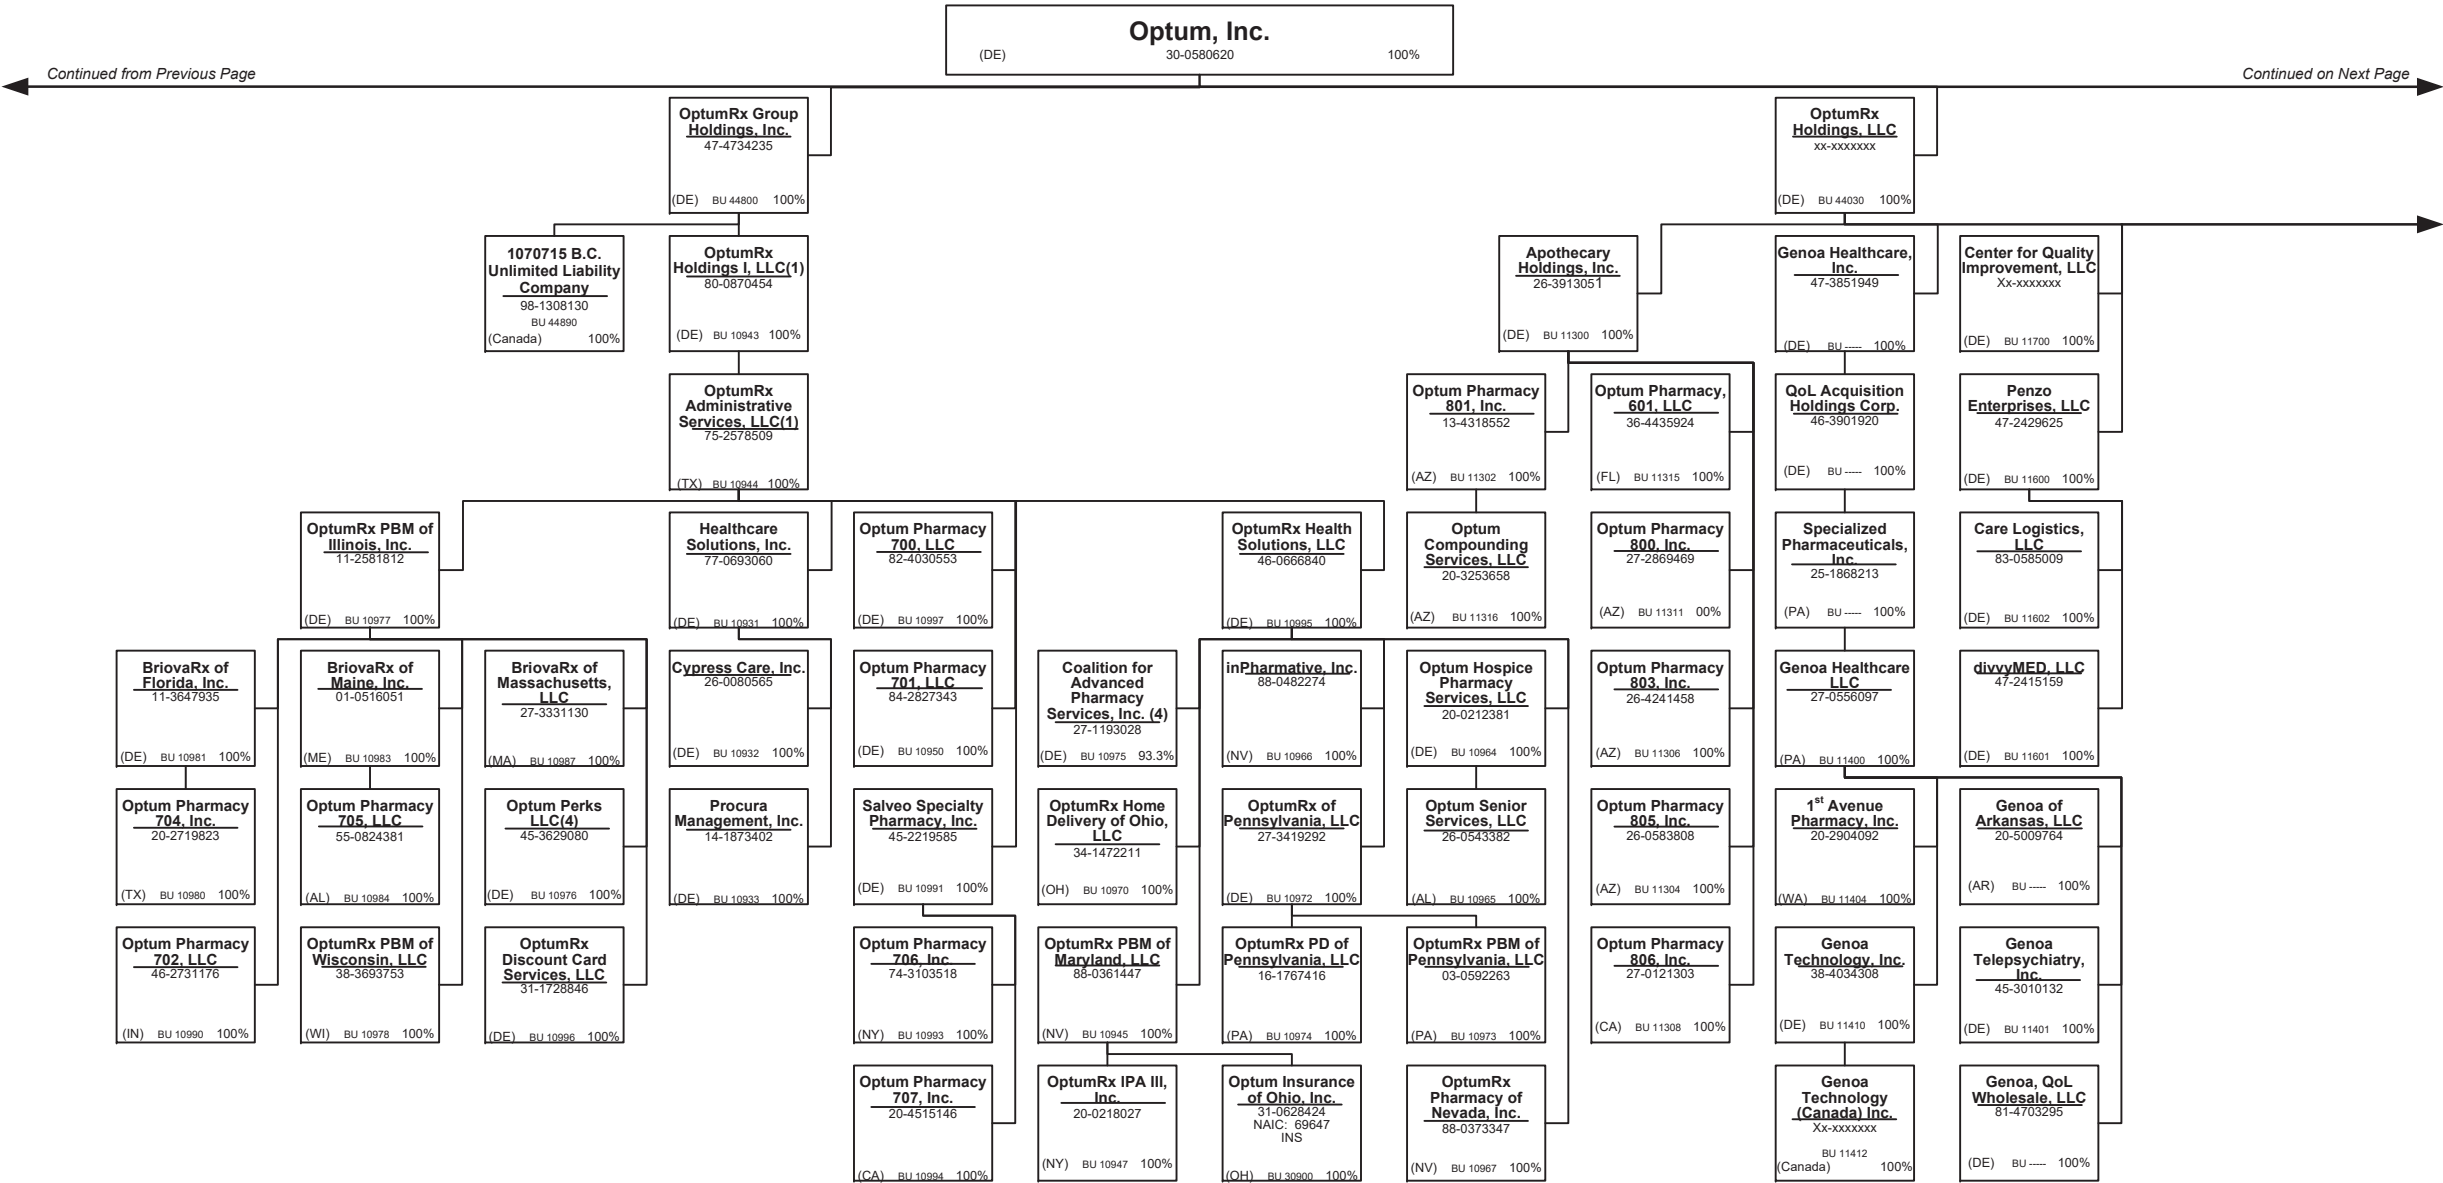 Optum, Inc.
(DE) 30-0580620 100%
Continued from Previous Page
Continued on Next Page
OptumRx Group
Holdings, Inc.
47-4734235
(DE) BU 44800 100%
OptumRx
Holdings, LLC
xx-xxxxxxx
(DE) BU 44030 100%
1070715 B.C.
Unlimited Liability
Company
98-1308130
BU 44890
(Canada) 100%
OptumRx
Holdings I, LLC(1)
80-0870454
(DE) BU 10943 100%
Apothecary
Holdings, Inc.
26-3913051
(DE) BU 11300 100%
Genoa Healthcare,
Inc.
47-3851949
(DE) BU ----- 100%
Center for Quality
Improvement, LLC
Xx-xxxxxxx
(DE) BU 11700 100%
OptumRx
Administrative
Services, LLC(1)
75-2578509
(TX) BU 10944 100%
Optum Pharmacy
801, Inc.
13-4318552
(AZ) BU 11302 100%
Optum Pharmacy,
601, LLC
36-4435924
(FL) BU 11315 100%
QoL Acquisition
Holdings Corp.
46-3901920
(DE) BU ----- 100%
Penzo
Enterprises, LLC
47-2429625
(DE) BU 11600 100%
OptumRx PBM of
Illinois, Inc.
11-2581812
(DE) BU 10977 100%
Healthcare
Solutions, Inc.
77-0693060
(DE) BU 10931 100%
Optum Pharmacy
700, LLC
82-4030553
(DE) BU 10997 100%
OptumRx Health
Solutions, LLC
46-0666840
(DE) BU 10995 100%
Optum
Compounding
Services, LLC
20-3253658
(AZ) BU 11316 100%
Optum Pharmacy
800, Inc.
27-2869469
(AZ) BU 11311 00%
Specialized
Pharmaceuticals,
Inc.
25-1868213
(PA) BU ----- 100%
Care Logistics,
LLC
83-0585009
(DE) BU 11602 100%
BriovaRx of
Florida, Inc.
11-3647935
(DE) BU 10981 100%
BriovaRx of
Maine, Inc.
01-0516051
(ME) BU 10983 100%
BriovaRx of
Massachusetts,
LLC
27-3331130
(MA) BU 10987 100%
Cypress Care, Inc.
26-0080565
(DE) BU 10932 100%
Optum Pharmacy
701, LLC
84-2827343
(DE) BU 10950 100%
Coalition for
Advanced
Pharmacy
Services, Inc. (4)
27-1193028
(DE) BU 10975 93.3%
inPharmative, Inc.
88-0482274
(NV) BU 10966 100%
Optum Hospice
Pharmacy
Services, LLC
20-0212381
(DE) BU 10964 100%
Optum Pharmacy
803, Inc.
26-4241458
(AZ) BU 11306 100%
Genoa Healthcare
LLC
27-0556097
(PA) BU 11400 100%
divvyMED, LLC
47-2415159
(DE) BU 11601 100%
Optum Pharmacy
704, Inc.
20-2719823
(TX) BU 10980 100%
Optum Pharmacy
705, LLC
55-0824381
(AL) BU 10984 100%
Optum Perks
LLC(4)
45-3629080
(DE) BU 10976 100%
Procura
Management, Inc.
14-1873402
(DE) BU 10933 100%
Salveo Specialty
Pharmacy, Inc.
45-2219585
(DE) BU 10991 100%
OptumRx Home
Delivery of Ohio,
LLC
34-1472211
(OH) BU 10970 100%
OptumRx of
Pennsylvania, LLC
27-3419292
(DE) BU 10972 100%
Optum Senior
Services, LLC
26-0543382
(AL) BU 10965 100%
Optum Pharmacy
805, Inc.
26-0583808
(AZ) BU 11304 100%
1st Avenue
Pharmacy, Inc.
20-2904092
(WA) BU 11404 100%
Genoa of
Arkansas, LLC
20-5009764
(AR) BU ----- 100%
Optum Pharmacy
702, LLC
46-2731176
(IN) BU 10990 100%
OptumRx PBM of
Wisconsin, LLC
38-3693753
(WI) BU 10978 100%
OptumRx
Discount Card
Services, LLC
31-1728846
(DE) BU 10996 100%
Optum Pharmacy
706, Inc.
74-3103518
(NY) BU 10993 100%
OptumRx PBM of
Maryland, LLC
88-0361447
(NV) BU 10945 100%
OptumRx PD of
Pennsylvania, LLC
16-1767416
(PA) BU 10974 100%
OptumRx PBM of
Pennsylvania, LLC
03-0592263
(PA) BU 10973 100%
Optum Pharmacy
806, Inc.
27-0121303
(CA) BU 11308 100%
Genoa
Technology, Inc.
38-4034308
(DE) BU 11410 100%
Genoa
Telepsychiatry,
Inc.
45-3010132
(DE) BU 11401 100%
Optum Pharmacy
707, Inc.
20-4515146
(CA) BU 10994 100%
OptumRx IPA III,
Inc.
20-0218027
(NY) BU 10947 100%
Optum Insurance
of Ohio, Inc.
31-0628424
NAIC: 69647
INS
(OH) BU 30900 100%
OptumRx
Pharmacy of
Nevada, Inc.
88-0373347
(NV) BU 10967 100%
Genoa
Technology
(Canada) Inc.
Xx-xxxxxxx
BU 11412
(Canada) 100%
Genoa, QoL
Wholesale, LLC
81-4703295
(DE) BU ----- 100%